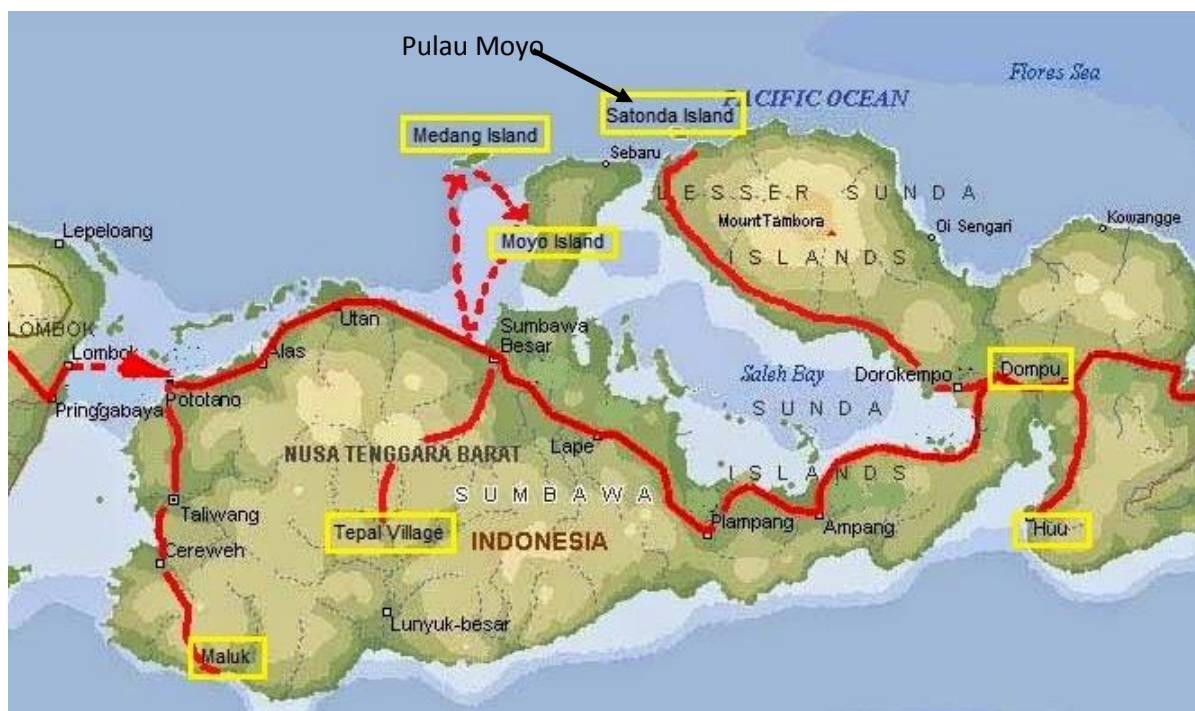 Pulau Moyo
Flores Sea
PACIFIC OCEAN
Satonda Island
Medang Island
Sebaru
LESSER SUNDA
ISLANDS
Mount Tambora
Oi Sengari
Kowangge
Lepeloang
Moyo Island
LOMBOK
Lombok
Pringgabaya
Pototano
Alas
Utan
Sumbawa
Besar
Saleh Bay
Dorokempo
Dompu
SUNDA
ISLANDS
NUSA TENGGARA BARAT
Lape
SUMBAWA
Taliwang
Tepal Village
INDONESIA
Plampang
Ampang
Huu
Cereweh
Lunyuk-besar
Maluk